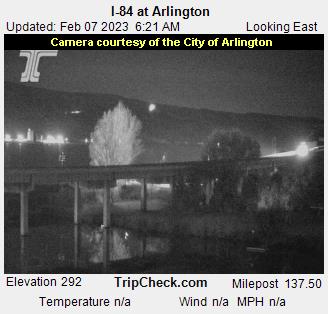 I-84 at Arlington
Updated: Feb 07 2023 6:21 AM Looking East
Camera courtesy of the City of Arlington
Elevation 292 TripCheck.com Milepost 137.50
Temperature n/a Wind n/a MPH n/a